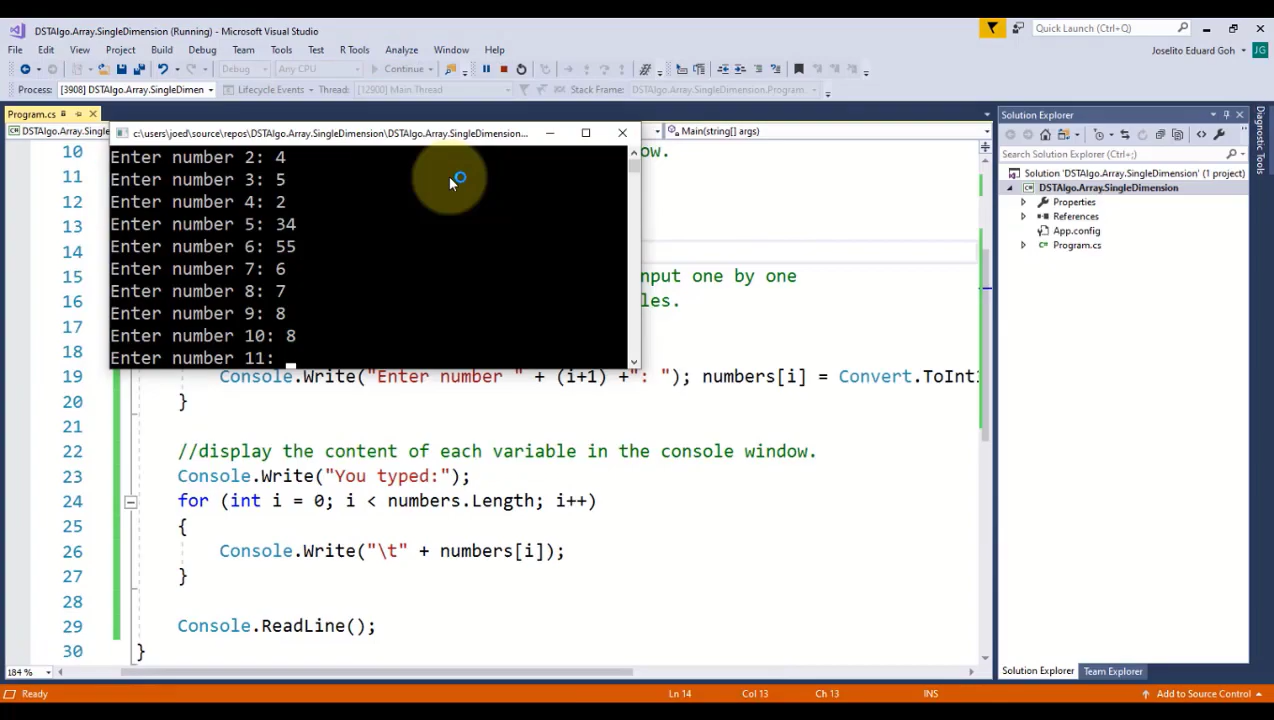 DSTAlgo.Array.SingleDimension (Running) - Microsoft Visual Studio
Quick Launch (Ctrl+Q)
File Edit View Project Build Debug Team Tools Test R Tools Analyze Window Help
Joselito Eduard Goh JG
Debug Any CPU Continue
Process: [3908] DSTAlgo.Array.SingleDimen Lifecycle Events Thread: [12900] Main Thread Stack Frame: DSTAlgo.Array.SingleDimension.Program.
Program.cs
DSTAlgo.Array.Sing
Main(string[] args)
c:\users\joed\source\repos\DSTAlgo.Array.SingleDimension\DSTAlgo.Array.SingleDimension...
Enter number 2: 4
Enter number 3: 5
Enter number 4: 2
Enter number 5: 34
Enter number 6: 55
Enter number 7: 6
Enter number 8: 7
Enter number 9: 8
Enter number 10: 8
Enter number 11:
10 ow.
11
12
13
14
15 nput one by one
16 les.
17
18
19 Console.Write("Enter number " + (i+1) +": "); numbers[i] = Convert.ToInt
20 }
21
22 //display the content of each variable in the console window.
23 Console.Write("You typed:");
24 for (int i = 0; i < numbers.Length; i++)
25 {
26 Console.Write("\t" + numbers[i]);
27 }
28
29 Console.ReadLine();
30 }
184 %
Solution Explorer
Search Solution Explorer (Ctrl+;)
Solution 'DSTAlgo.Array.SingleDimension' (1 project)
DSTAlgo.Array.SingleDimension
Properties
References
App.config
Program.cs
Solution Explorer Team Explorer
Diagnostic Tools
Ready Ln 14 Col 13 Ch 13 INS Add to Source Control